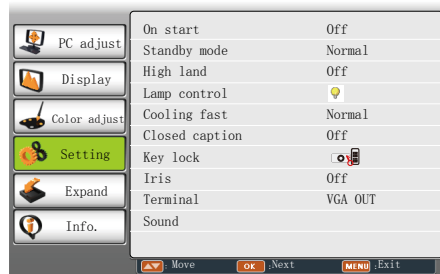 PC adjust
Display
Color adjust
Setting
Expand
Info.
On start Off
Standby mode Normal
High land Off
Lamp control
Cooling fast Normal
Closed caption Off
Key lock
Iris Off
Terminal VGA OUT
Sound
: Move OK :Next MENU :Exit